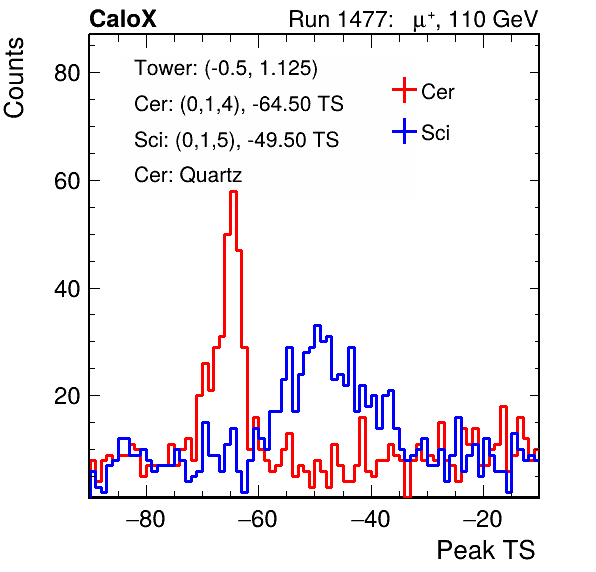 CaloX Run 1477: μ⁺, 110 GeV
Counts
Tower: (-0.5, 1.125)
Cer: (0,1,4), -64.50 TS
Sci: (0,1,5), -49.50 TS
Cer: Quartz
Cer
Sci
80
60
40
20
−80 −60 −40 −20
Peak TS